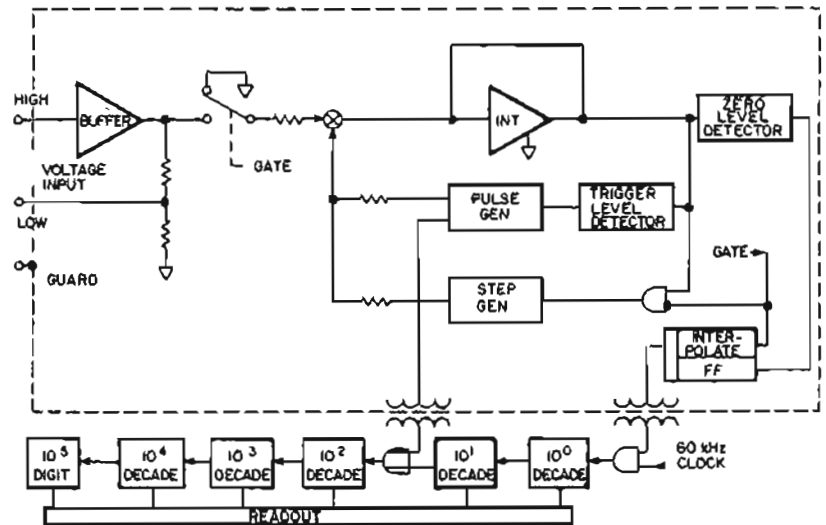 HIGH
BUFFER
VOLTAGE
INPUT
LOW
GUARD
GATE
INT
ZERO
LEVEL
DETECTOR
PULSE
GEN
TRIGGER
LEVEL
DETECTOR
STEP
GEN
GATE
INTER-
POLATE
FF
10⁵
DIGIT
10⁴
DECADE
10³
DECADE
10²
DECADE
10¹
DECADE
10⁰
DECADE
60 kHz
CLOCK
READOUT